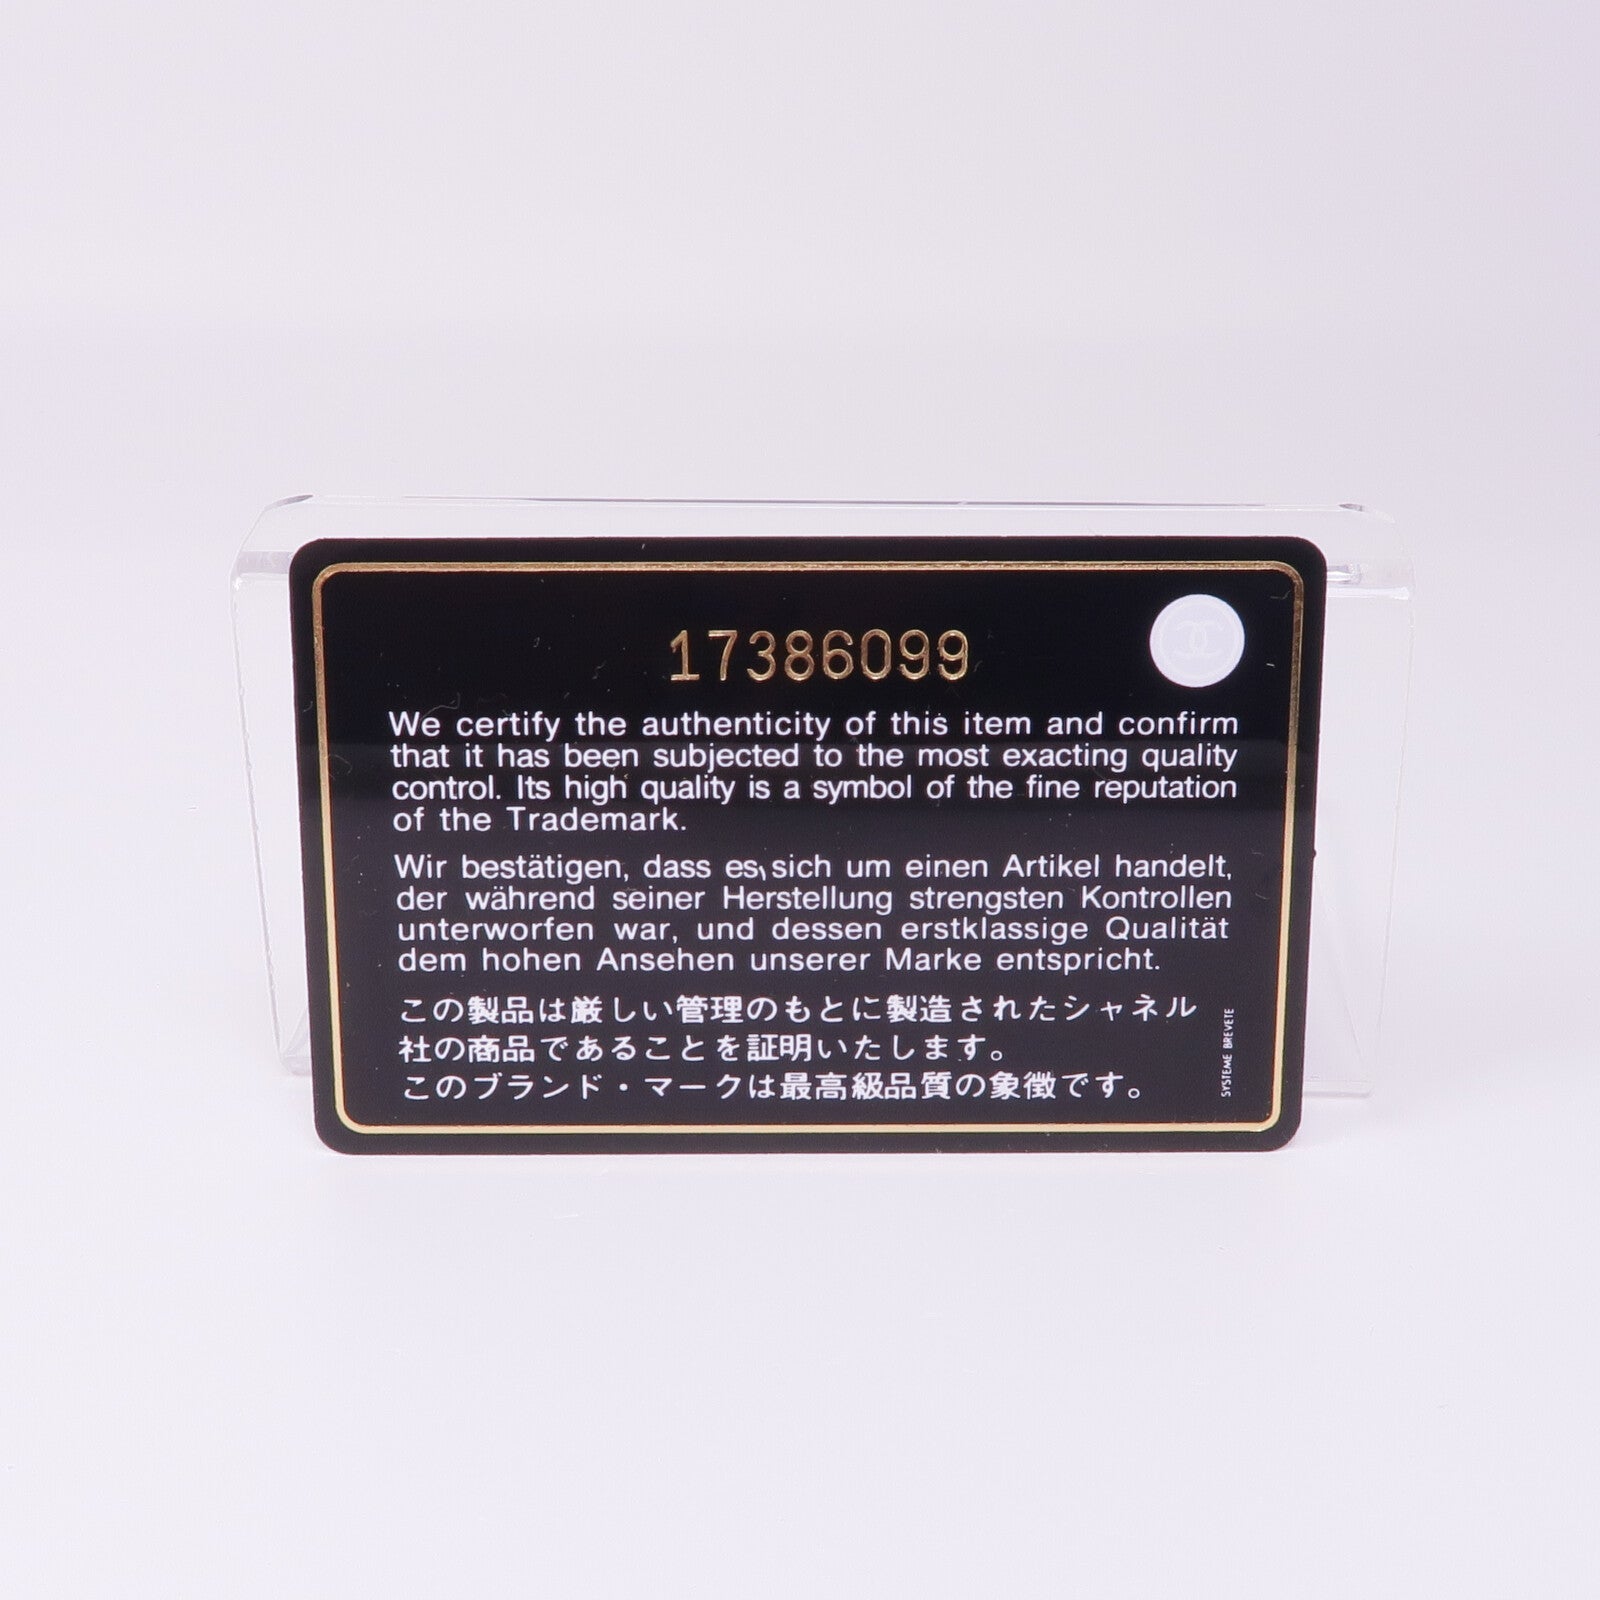 17386099
We certify the authenticity of this item and confirm
that it has been subjected to the most exacting quality
control. Its high quality is a symbol of the fine reputation
of the Trademark.
Wir bestätigen, dass es sich um einen Artikel handelt,
der während seiner Herstellung strengsten Kontrollen
unterworfen war, und dessen erstklassige Qualität
dem hohen Ansehen unserer Marke entspricht.
この製品は厳しい管理のもとに製造されたシャネル
社の商品であることを証明いたします。
このブランド・マークは最高級品質の象徴です。
SYSTEME BREVETE